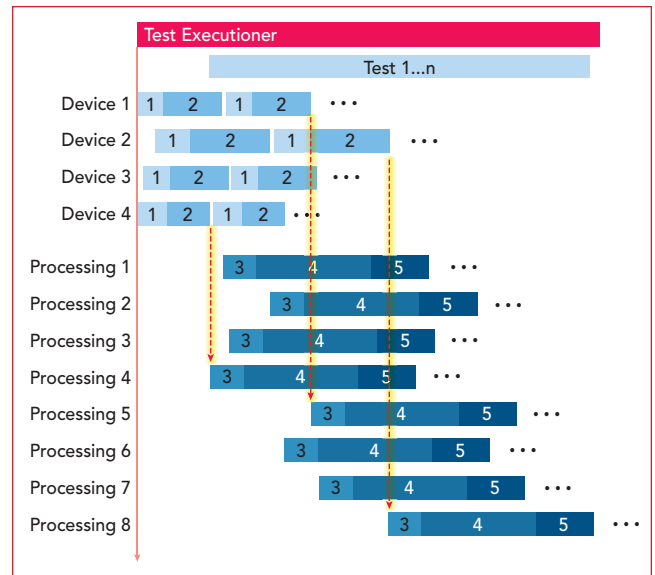 Test Executioner
Test 1...n
Device 1 1 2 1 2 •••
Device 2 1 2 1 2 •••
Device 3 1 2 1 2 •••
Device 4 1 2 1 2 •••
Processing 1 3 4 5 •••
Processing 2 3 4 5 •••
Processing 3 3 4 5 •••
Processing 4 3 4 5 •••
Processing 5 3 4 5 •••
Processing 6 3 4 5 •••
Processing 7 3 4 5 •••
Processing 8 3 4 5 •••